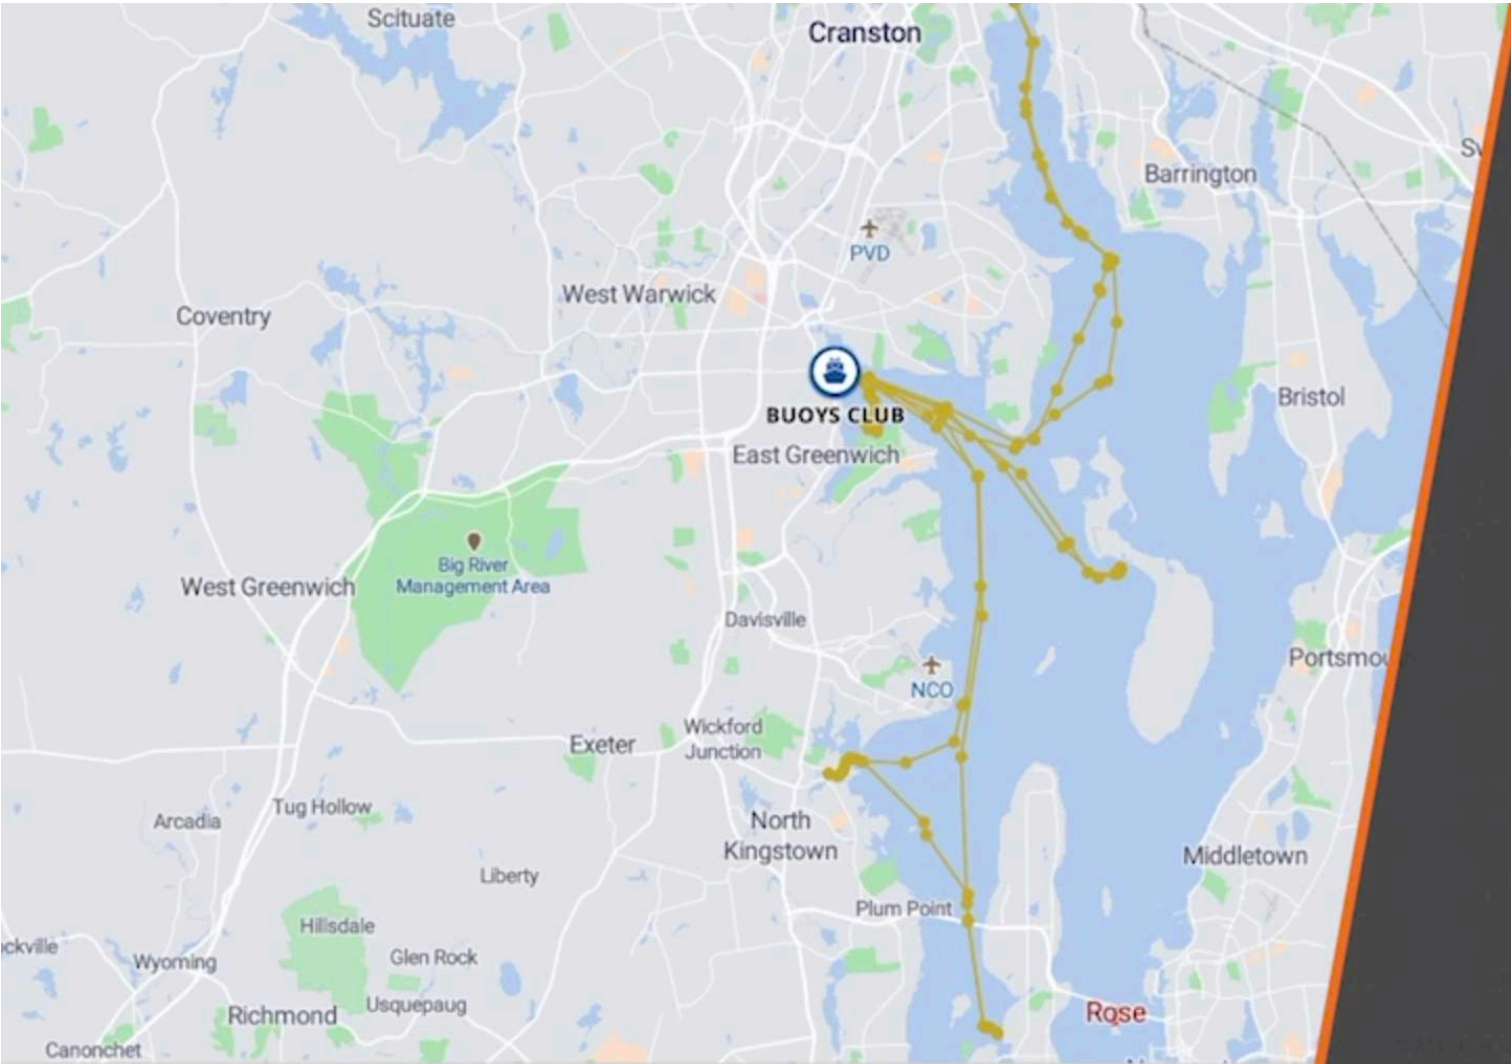 Scituate
Cranston
Barrington
PVD
West Warwick
Coventry
Bristol
BUOYS CLUB
East Greenwich
Big River
Management Area
West Greenwich
Davisville
Portsmou
NCO
Wickford
Junction
Exeter
Tug Hollow
Arcadia
North
Kingstown
Middletown
Liberty
Plum Point
Hillsdale
ockville
Glen Rock
Wyoming
Usquepaug
Richmond
Rose
Canonchet